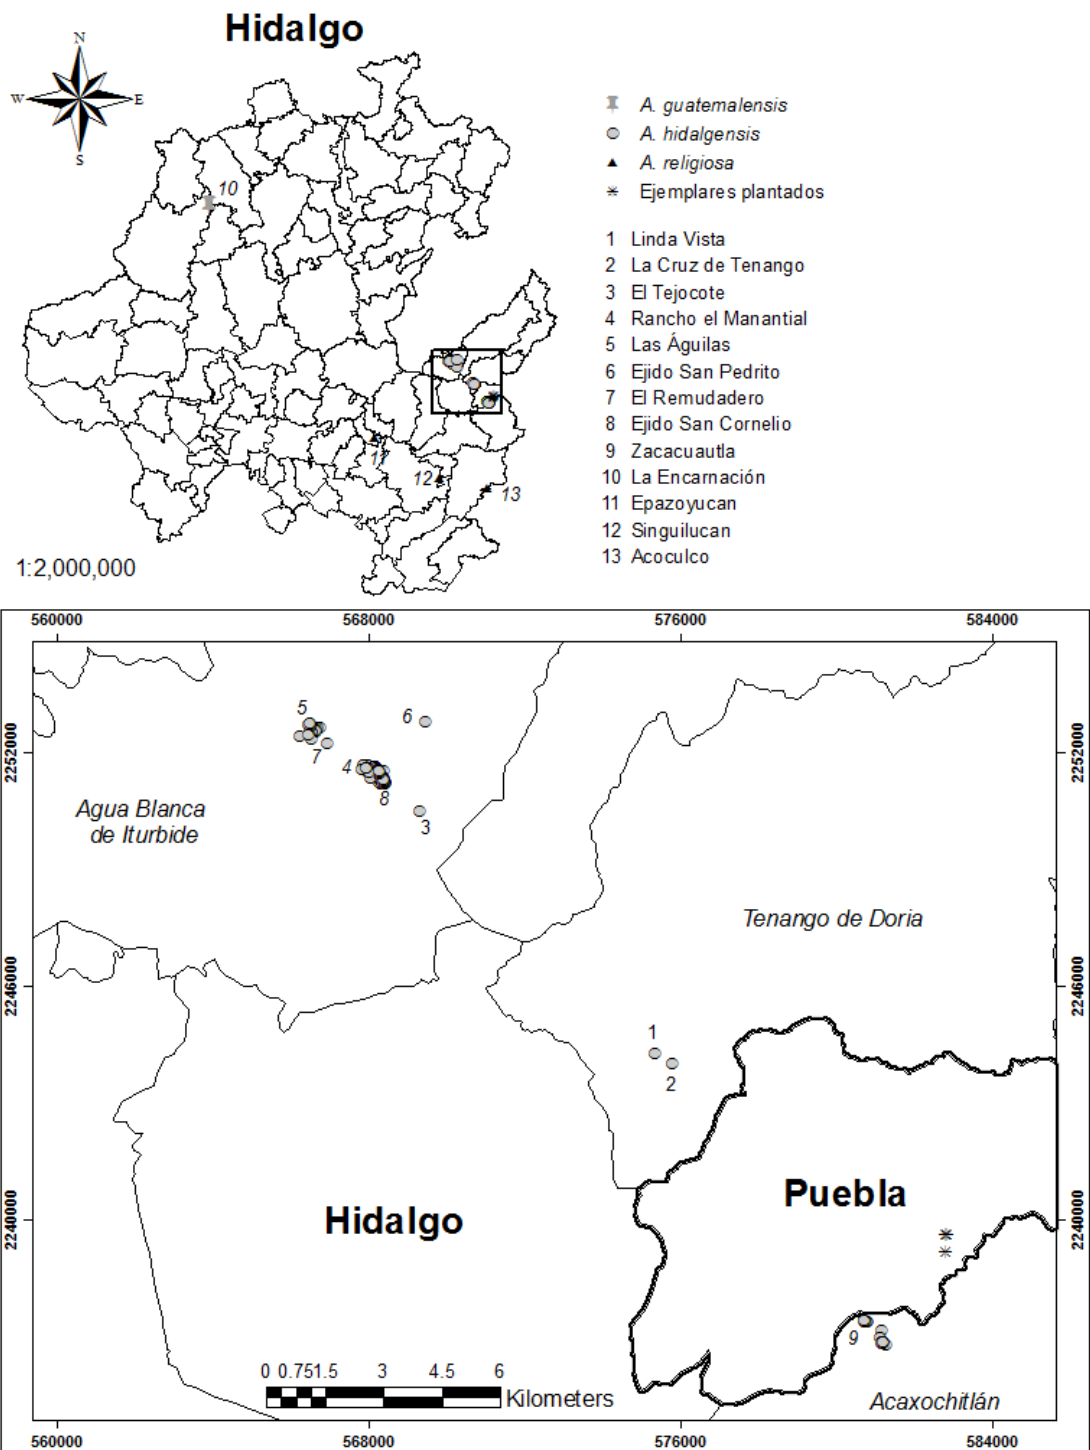 Hidalgo
N
W
E
S
A. guatemalensis
A. hidalgensis
A. religiosa
Ejemplares plantados
1 Linda Vista
2 La Cruz de Tenango
3 El Tejocote
4 Rancho el Manantial
5 Las Águilas
6 Ejido San Pedrito
7 El Remudadero
8 Ejido San Cornelio
9 Zacacuautla
10 La Encarnación
11 Epazoyucan
12 Singuilucan
13 Acoculco
10
11
12
13
1:2,000,000
560000
568000
576000
584000
2252000
2252000
5
6
7
4
8
3
Agua Blanca
de Iturbide
Tenango de Doria
2246000
2246000
1
2
Puebla
Hidalgo
2240000
2240000
9
0 0.75 1.5 3 4.5 6
Kilometers
Acaxochitlán
560000
568000
576000
584000